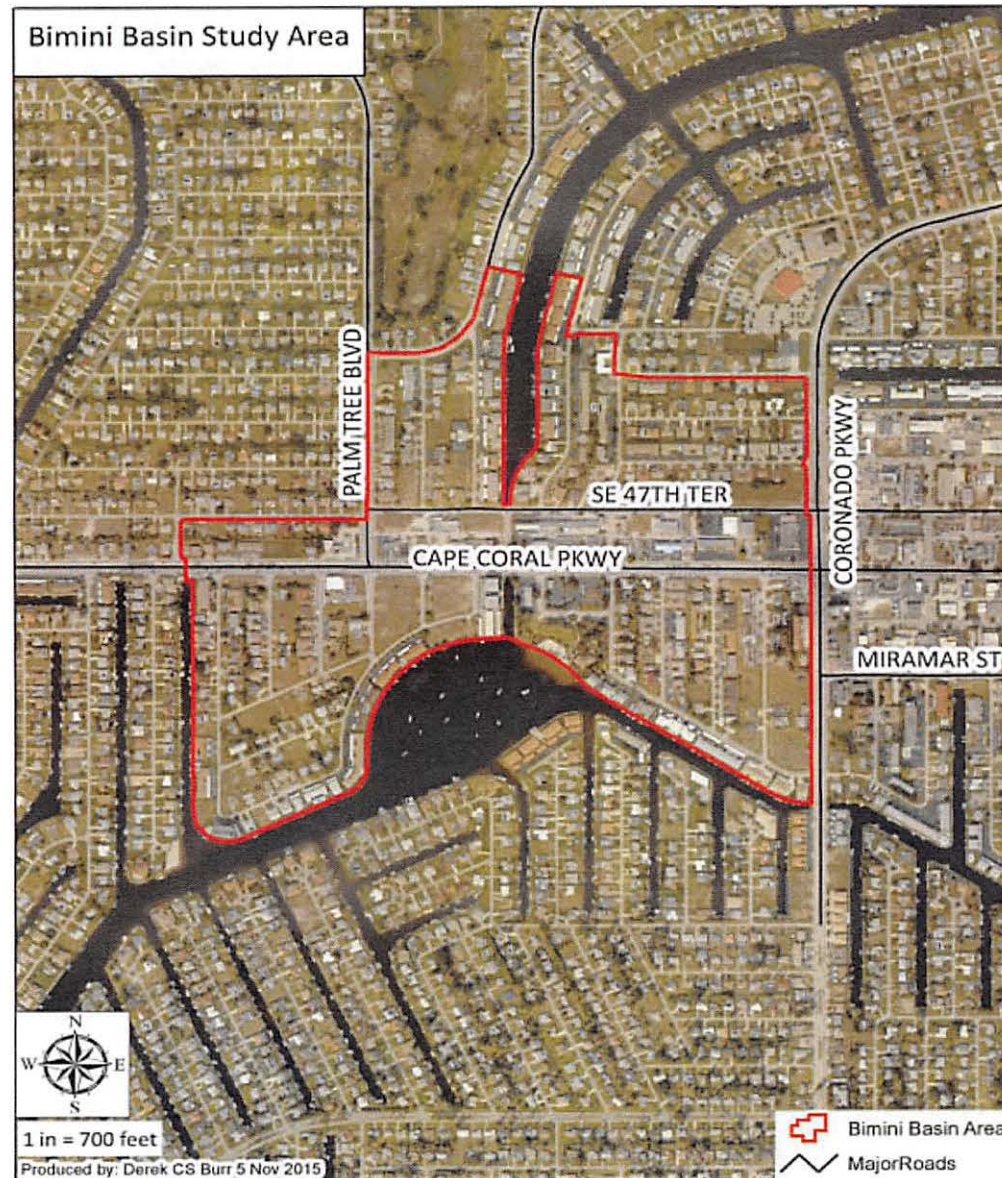 Bimini Basin Study Area
PALM TREE BLVD
SE 47TH TER
CORONADO PKWY
CAPE CORAL PKWY
MIRAMAR ST
N
W
E
S
1 in = 700 feet
Produced by: Derek CS Burr 5 Nov 2015
Bimini Basin Area
MajorRoads